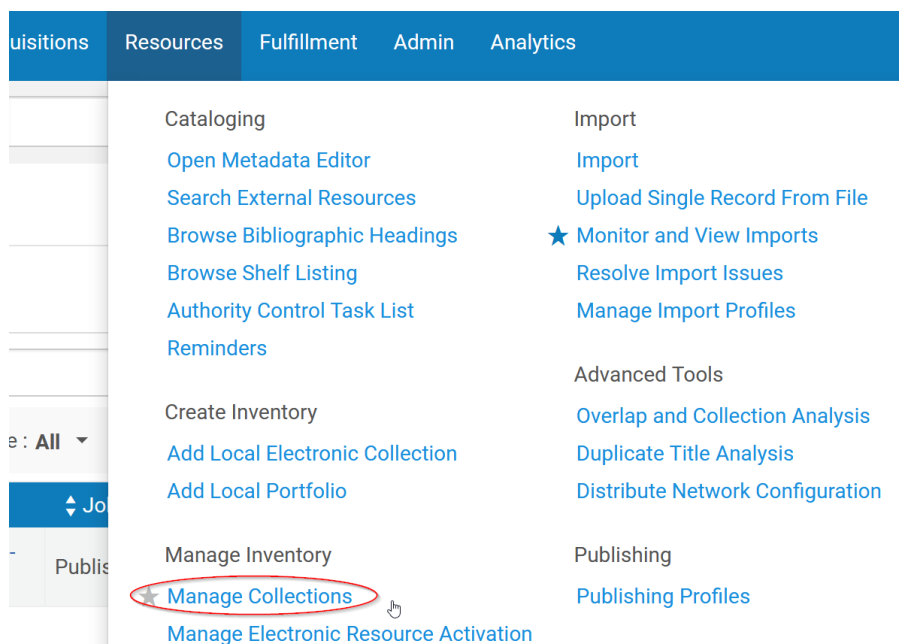 uisitions Resources Fulfillment Admin Analytics
Cataloging
Open Metadata Editor
Search External Resources
Browse Bibliographic Headings
Browse Shelf Listing
Authority Control Task List
Reminders
Create Inventory
Add Local Electronic Collection
Add Local Portfolio
Manage Inventory
Manage Collections
Manage Electronic Resource Activation
Import
Import
Upload Single Record From File
Monitor and View Imports
Resolve Import Issues
Manage Import Profiles
Advanced Tools
Overlap and Collection Analysis
Duplicate Title Analysis
Distribute Network Configuration
Publishing
Publishing Profiles
e : All
Jo
Publis